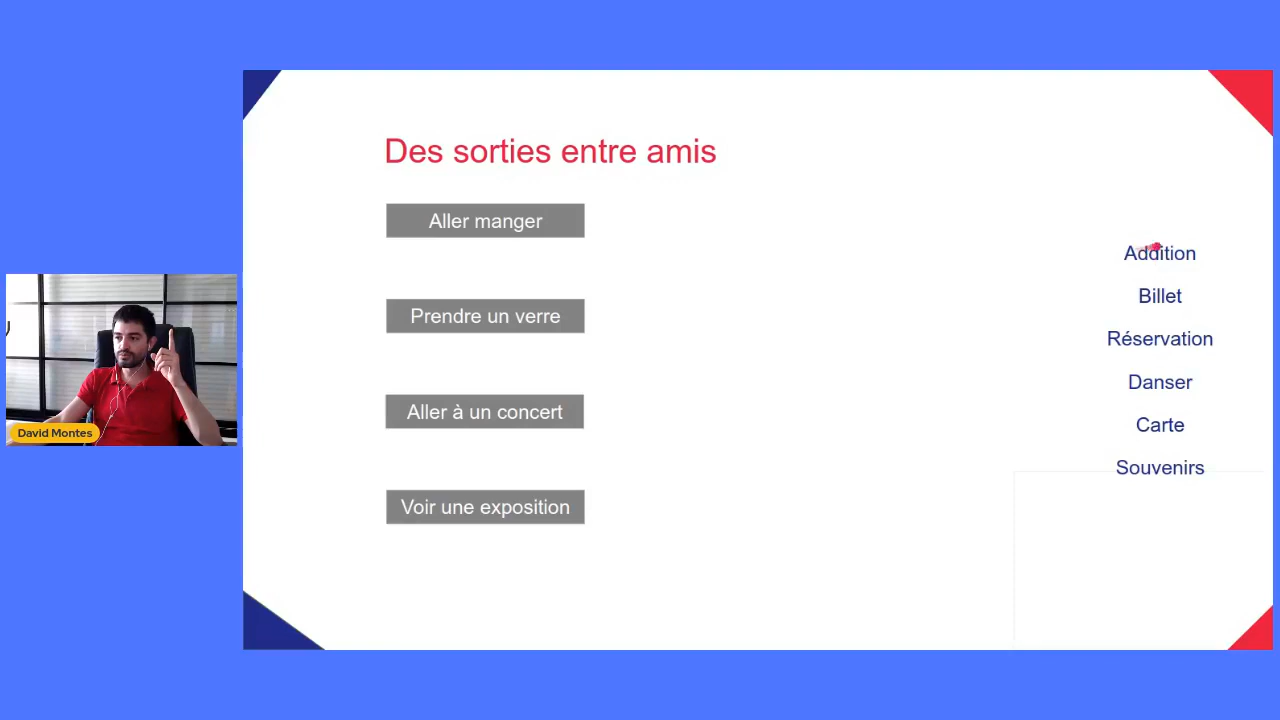 Des sorties entre amis
Aller manger
Prendre un verre
Aller à un concert
Voir une exposition
Addition
Billet
Réservation
Danser
Carte
Souvenirs
David Montes